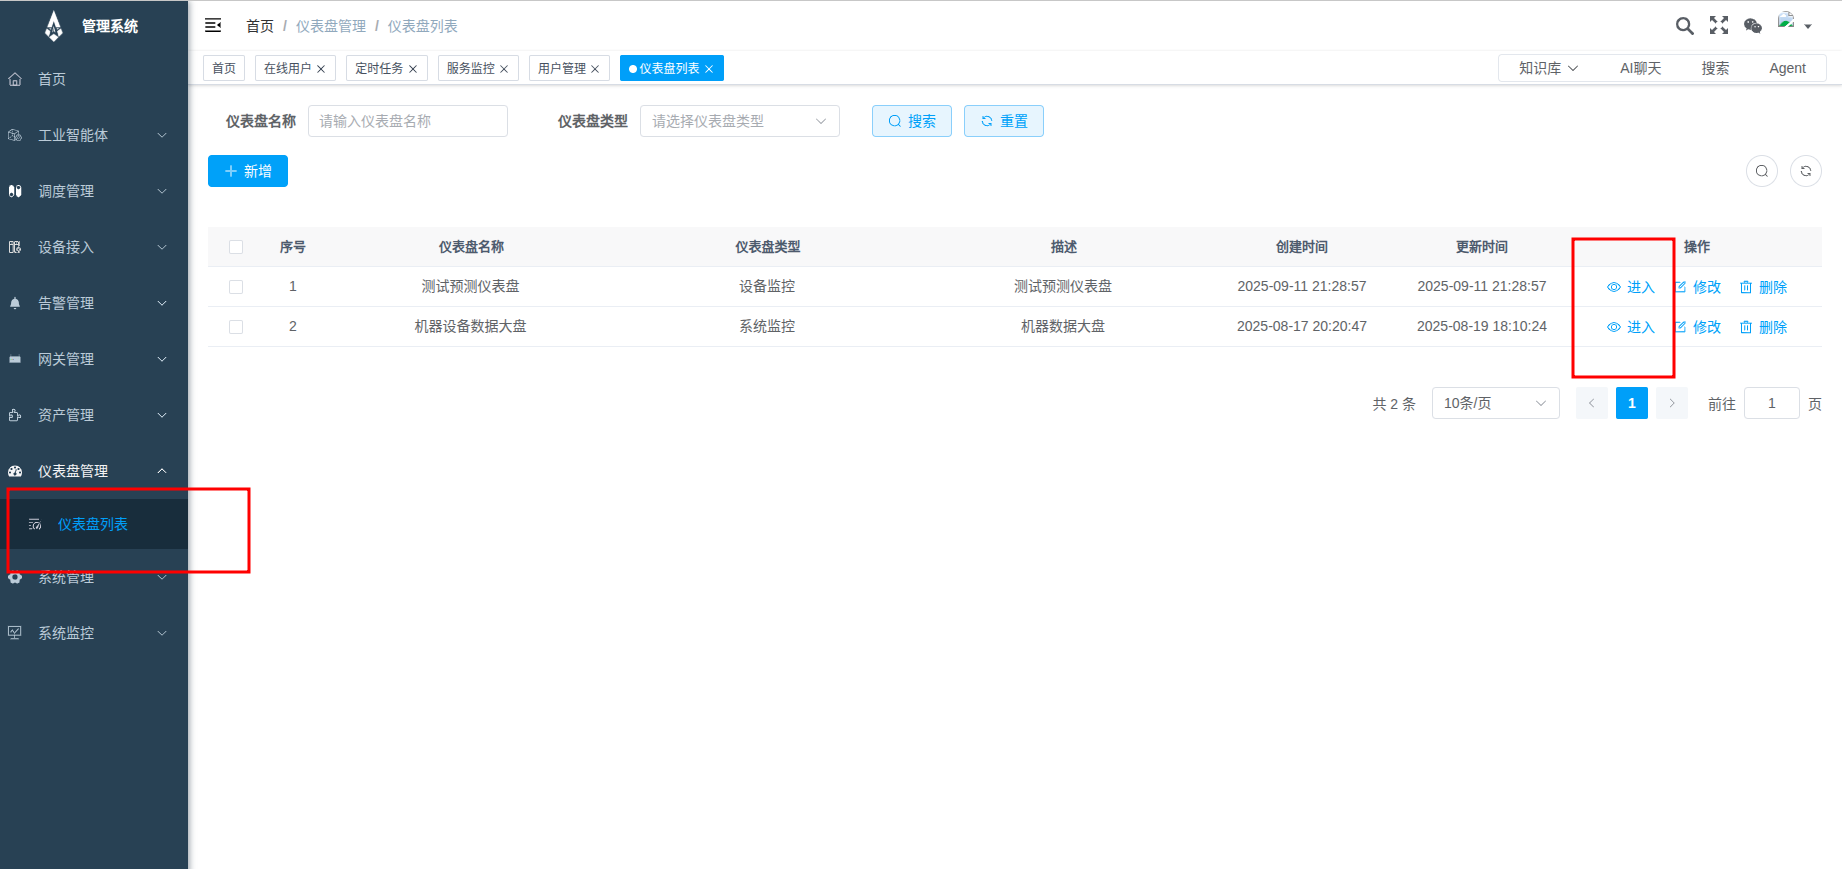 管理系统
首页 / 仪表盘管理 / 仪表盘列表
首页 在线用户 定时任务 服务监控 用户管理 仪表盘列表
知识库 AI聊天 搜索 Agent
首页
工业智能体
调度管理
设备接入
告警管理
网关管理
资产管理
仪表盘管理
仪表盘列表
系统管理
系统监控
仪表盘名称 请输入仪表盘名称 仪表盘类型 请选择仪表盘类型 搜索 重置
新增
序号 仪表盘名称 仪表盘类型 描述 创建时间 更新时间 操作
1 测试预测仪表盘 设备监控 测试预测仪表盘 2025-09-11 21:28:57 2025-09-11 21:28:57 进入 修改 删除
2 机器设备数据大盘 系统监控 机器数据大盘 2025-08-17 20:20:47 2025-08-19 18:10:24 进入 修改 删除
共 2 条 10条/页 1 前往 1 页